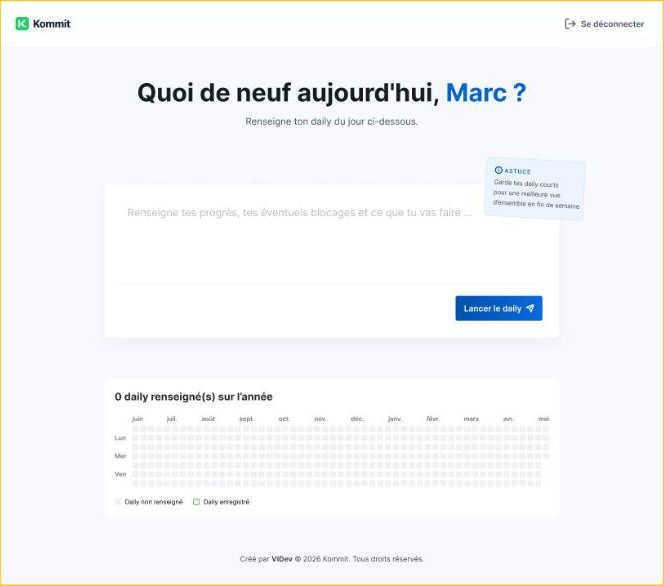 Kommit
Se déconnecter
Quoi de neuf aujourd'hui, Marc ?
Renseigne ton daily du jour ci-dessous.
ASTUCE
Garde tes daily courts
pour une meilleure vue
d'ensemble en fin de semaine
Renseigne tes progrès, tes éventuels blocages et ce que tu vas faire ...
Lancer le daily
0 daily renseigné(s) sur l'année
juin juil. août sept. oct. nov. déc. janv. févr. mars avr. mai
Lun
Mer
Ven
Daily non renseigné Daily enregistré
Créé par ViDev © 2026 Kommit. Tous droits réservés.